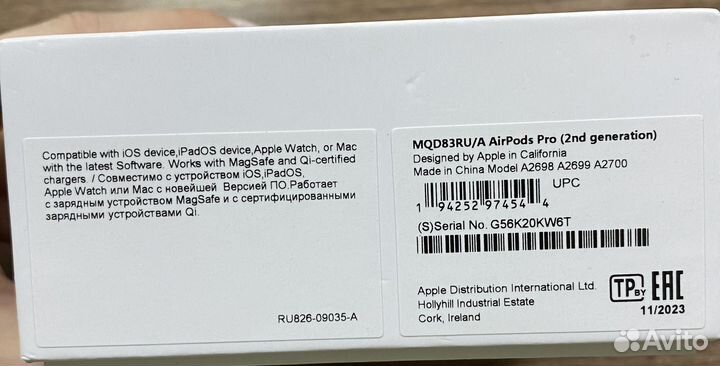 Compatible with iOS device,iPadOS device,Apple Watch, or Mac
with the latest Software. Works with MagSafe and Qi-certified
chargers. / Совместимо с устройством iOS,iPadOS,
Apple Watch или Mac с новейшей Версией ПО.Работает
с зарядным устройством MagSafe и с сертифицированными
зарядными устройствами QI.
RU826-09035-A
MQD83RU/A AirPods Pro (2nd generation)
Designed by Apple in California
Made in China Model A2698 A2699 A2700
UPC
1 94252 97454 4
(S)Serial No. G56K20KW6T
Apple Distribution International Ltd.
Hollyhill Industrial Estate
Cork, Ireland
TP BY EAC
11/2023
Avito